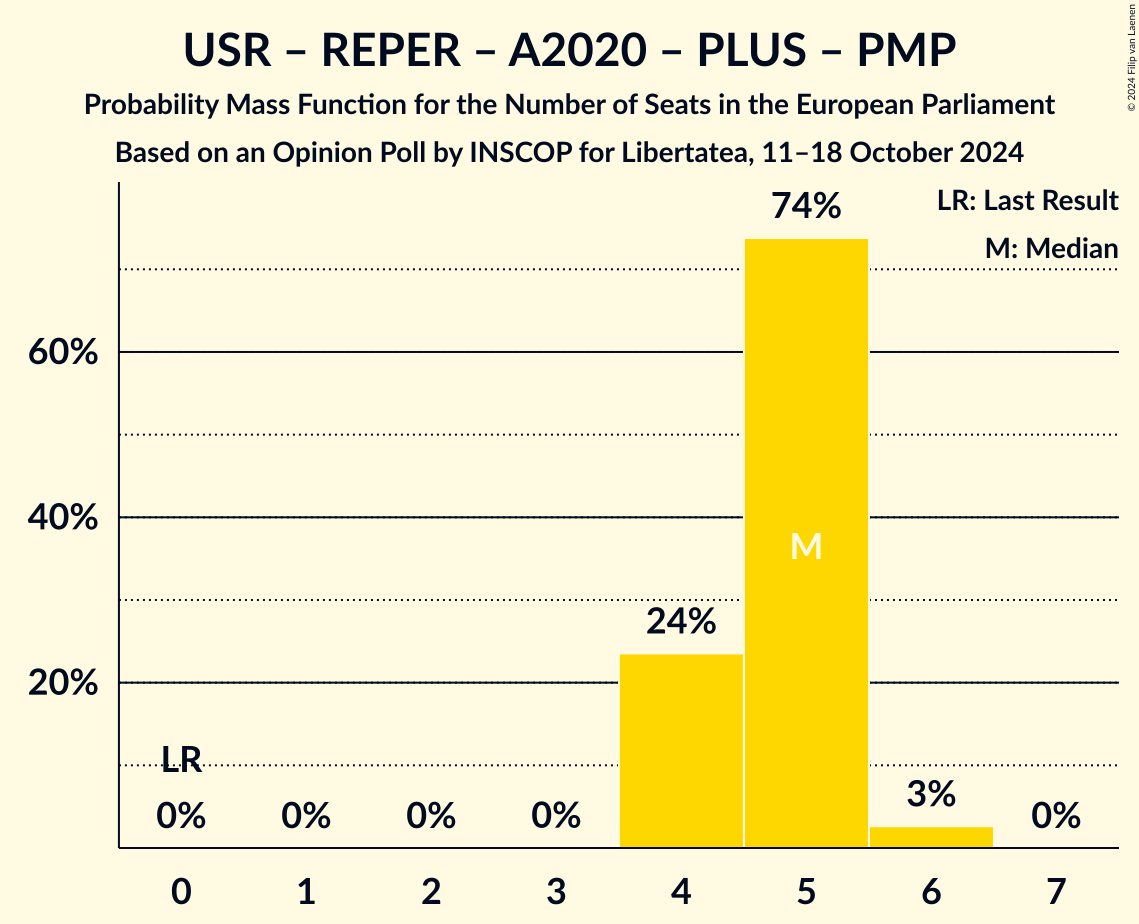 USR – REPER – A2020 – PLUS – PMP
Probability Mass Function for the Number of Seats in the European Parliament
Based on an Opinion Poll by INSCOP for Libertatea, 11–18 October 2024
© 2024 Filip van Laenen
LR: Last Result
M: Median
74%
60%
40%
M
24%
20%
LR
3%
0% 0% 0% 0% 0%
0 1 2 3 4 5 6 7